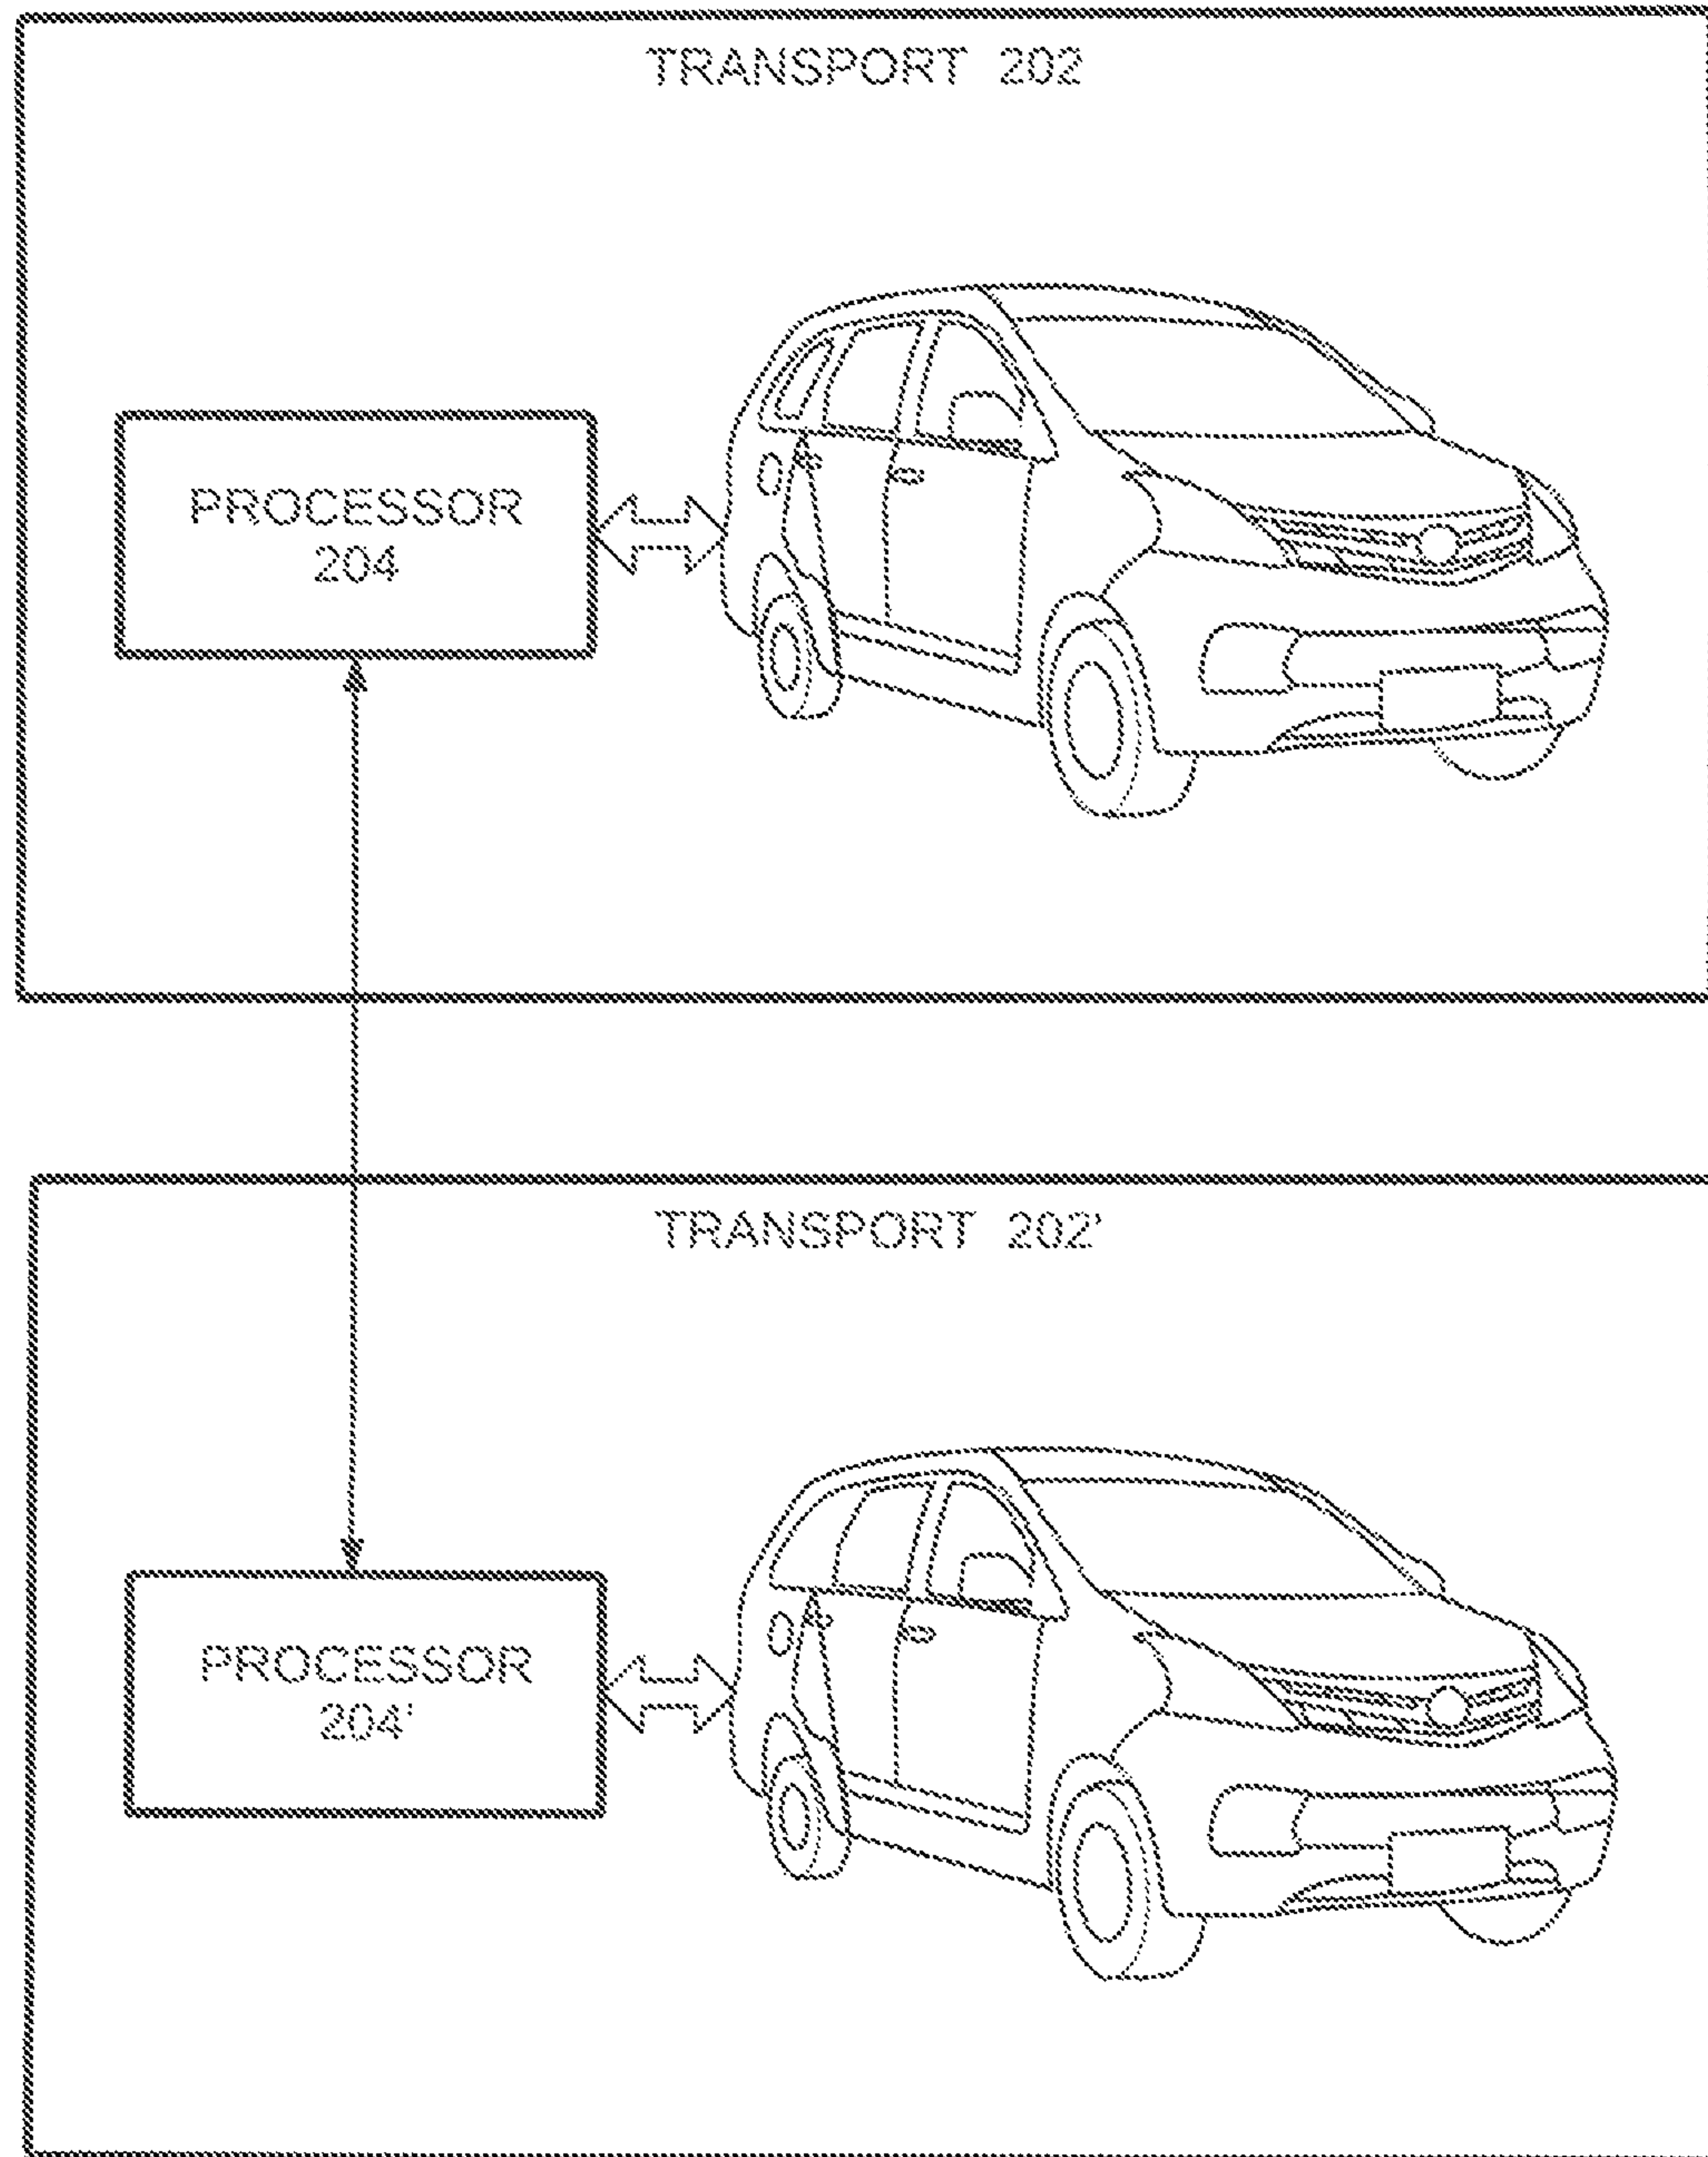 TRANSPORT 202
PROCESSOR
204
TRANSPORT 202'
PROCESSOR
204'